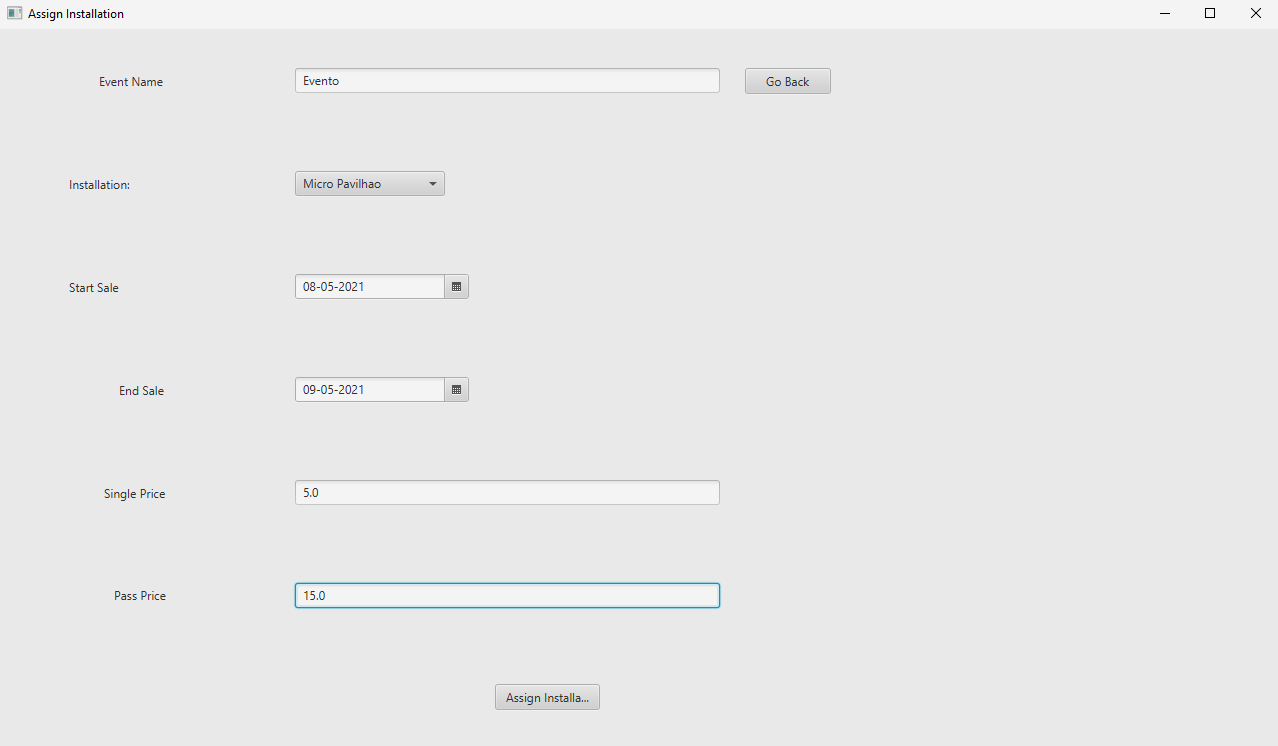 Assign Installation
Event Name Evento Go Back
Installation: Micro Pavilhao
Start Sale 08-05-2021
End Sale 09-05-2021
Single Price 5.0
Pass Price 15.0
Assign Installa...